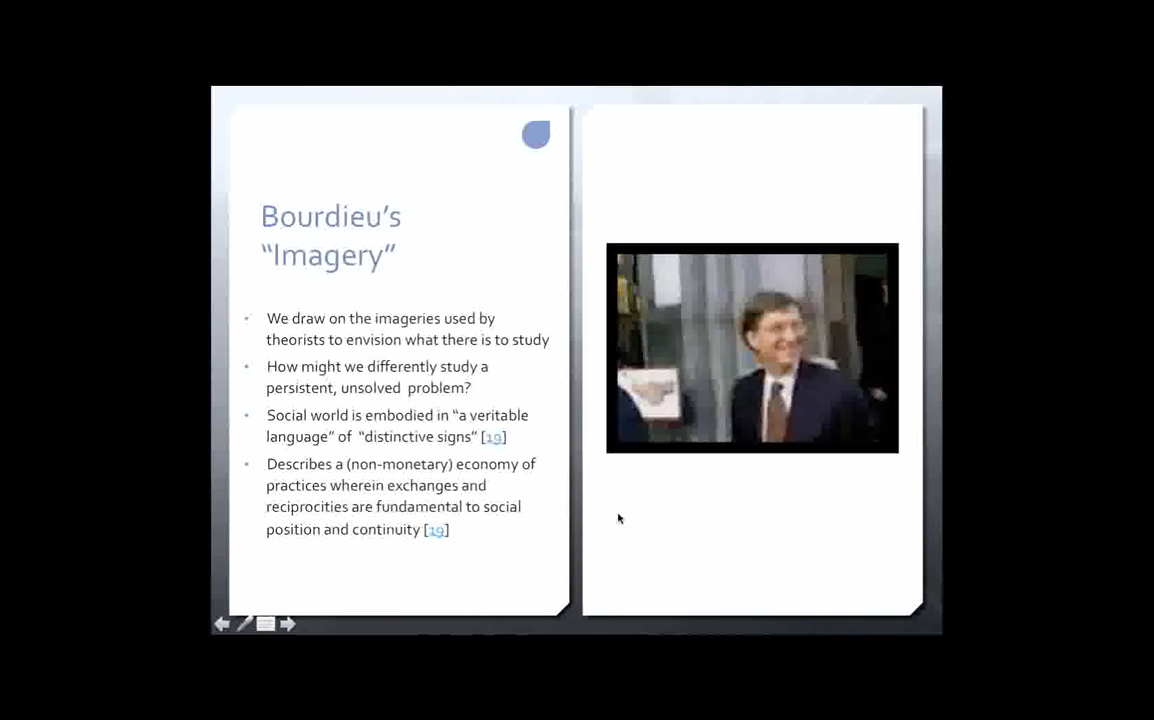 Bourdieu’s
“Imagery”
• We draw on the imageries used by
theorists to envision what there is to study
• How might we differently study a
persistent, unsolved problem?
• Social world is embodied in “a veritable
language” of “distinctive signs” [19]
• Describes a (non-monetary) economy of
practices wherein exchanges and
reciprocities are fundamental to social
position and continuity [19]